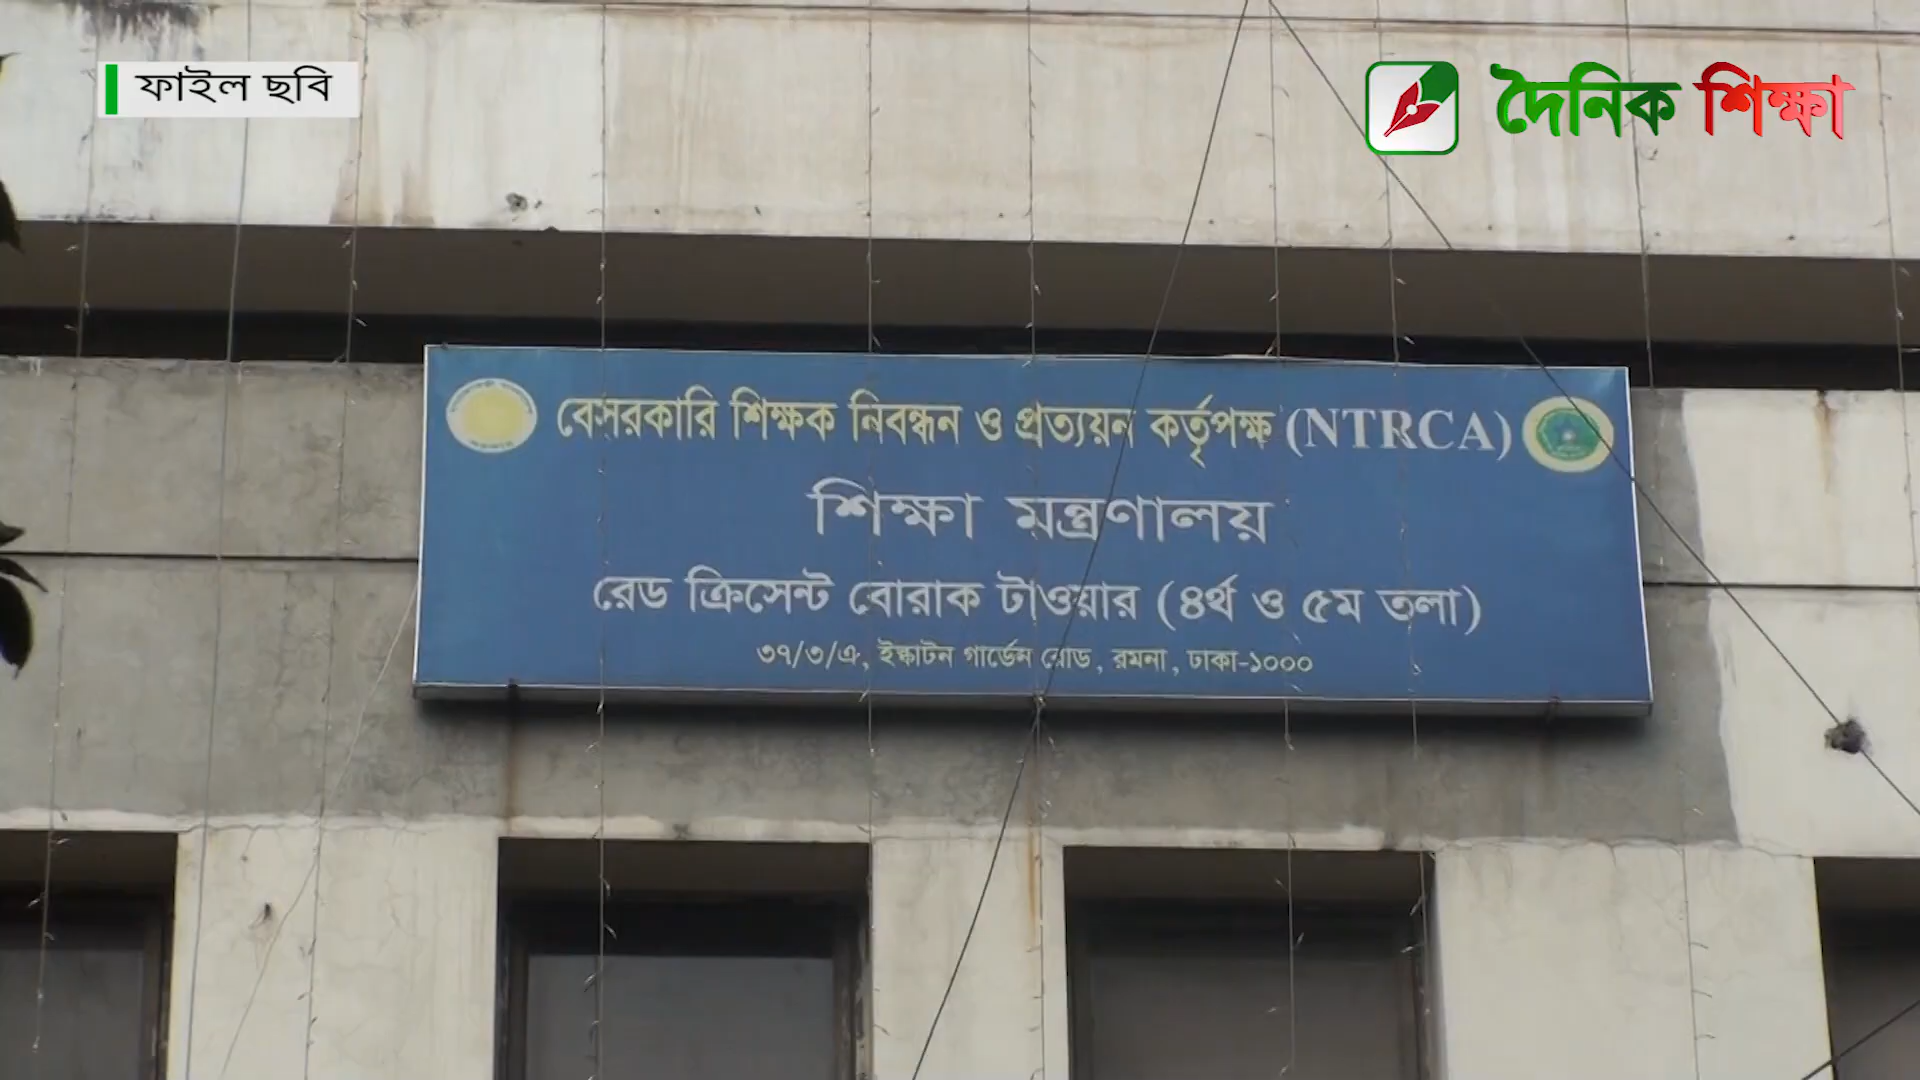 ফাইল ছবি
দৈনিক শিক্ষা
বেসরকারি শিক্ষক নিবন্ধন ও প্রত্যয়ন কর্তৃপক্ষ (NTRCA)
শিক্ষা মন্ত্রণালয়
রেড ক্রিসেন্ট বোরাক টাওয়ার (৪র্থ ও ৫ম তলা)
৩৭/৩/এ, ইস্কাটন গার্ডেন রোড, রমনা, ঢাকা-১০০০